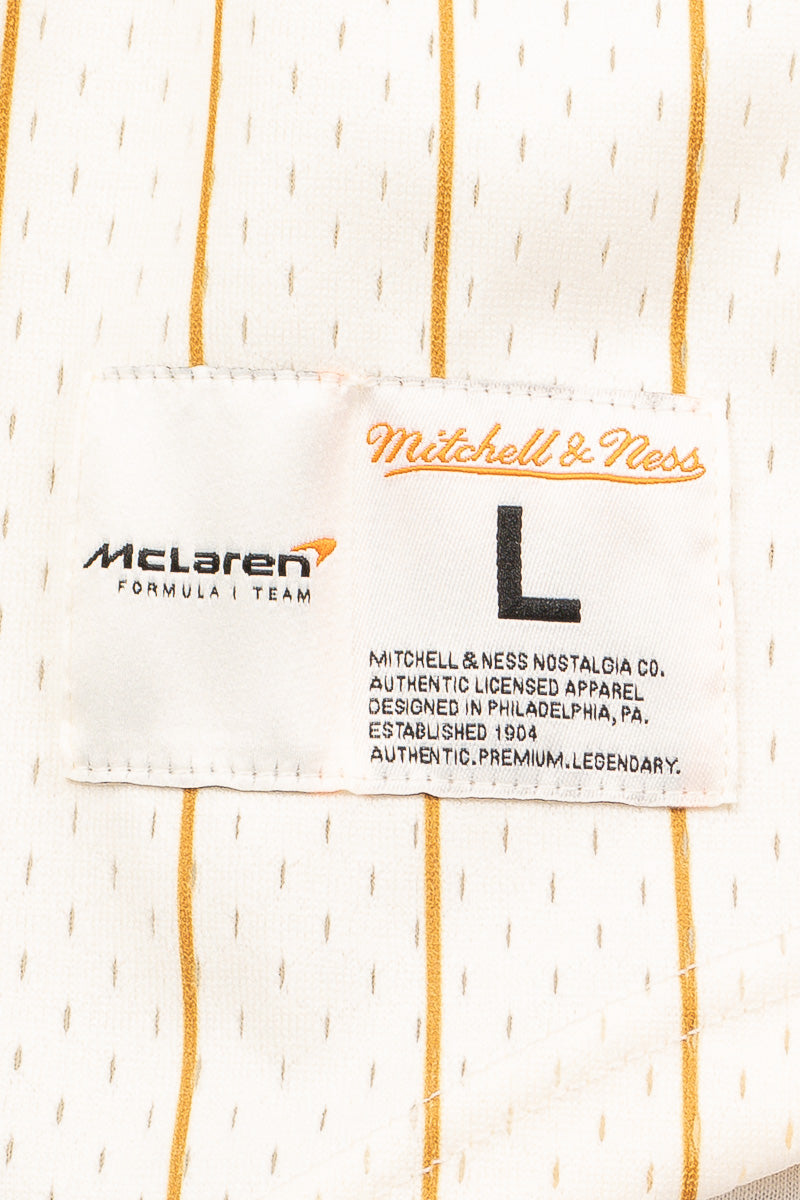 McLaren
FORMULA 1 TEAM
Mitchell & Ness
L
MITCHELL & NESS NOSTALGIA CO.
AUTHENTIC LICENSED APPAREL
DESIGNED IN PHILADELPHIA, PA.
ESTABLISHED 1904
AUTHENTIC.PREMIUM.LEGENDARY.